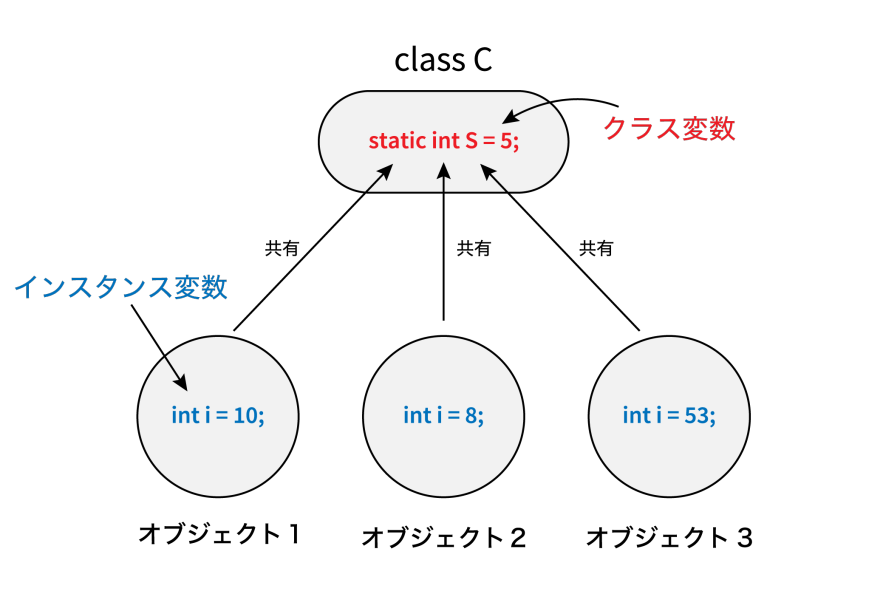 class C
static int S = 5;
クラス変数
共有
共有
共有
インスタンス変数
int i = 10;
int i = 8;
int i = 53;
オブジェクト 1
オブジェクト 2
オブジェクト 3